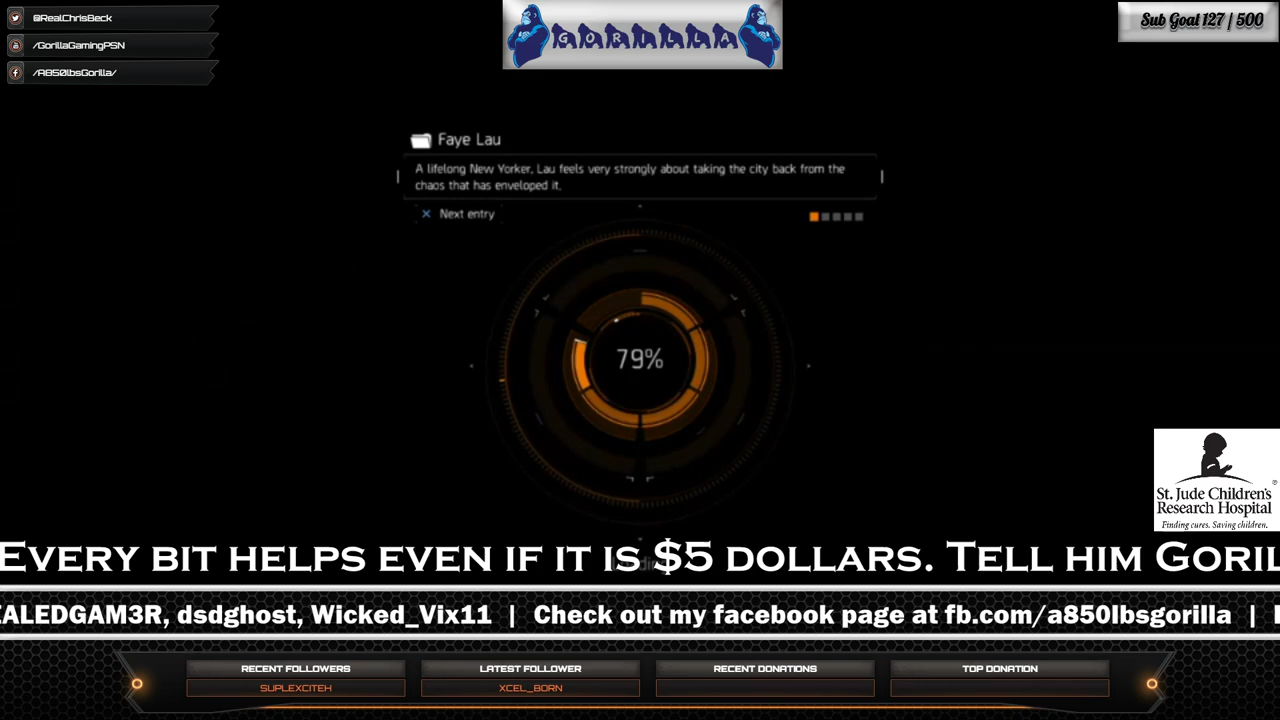 @RealChrisBeck
/GorillaGamingPSN
/A850lbsGorilla/
GORILLA
Sub Goal 127 / 500
Faye Lau
A lifelong New Yorker, Lau feels very strongly about taking the city back from the
chaos that has enveloped it.
Next entry
79%
St. Jude Children's
Research Hospital
Finding cures. Saving children.
EVERY BIT HELPS EVEN IF IT IS $5 DOLLARS. TELL HIM GORIL
EALEDGAM3R, dsdghost, Wicked_Vix11 | Check out my facebook page at fb.com/a850lbsgorilla |
RECENT FOLLOWERS
LATEST FOLLOWER
RECENT DONATIONS
TOP DONATION
SUPLEXCITEH
XCEL_BORN